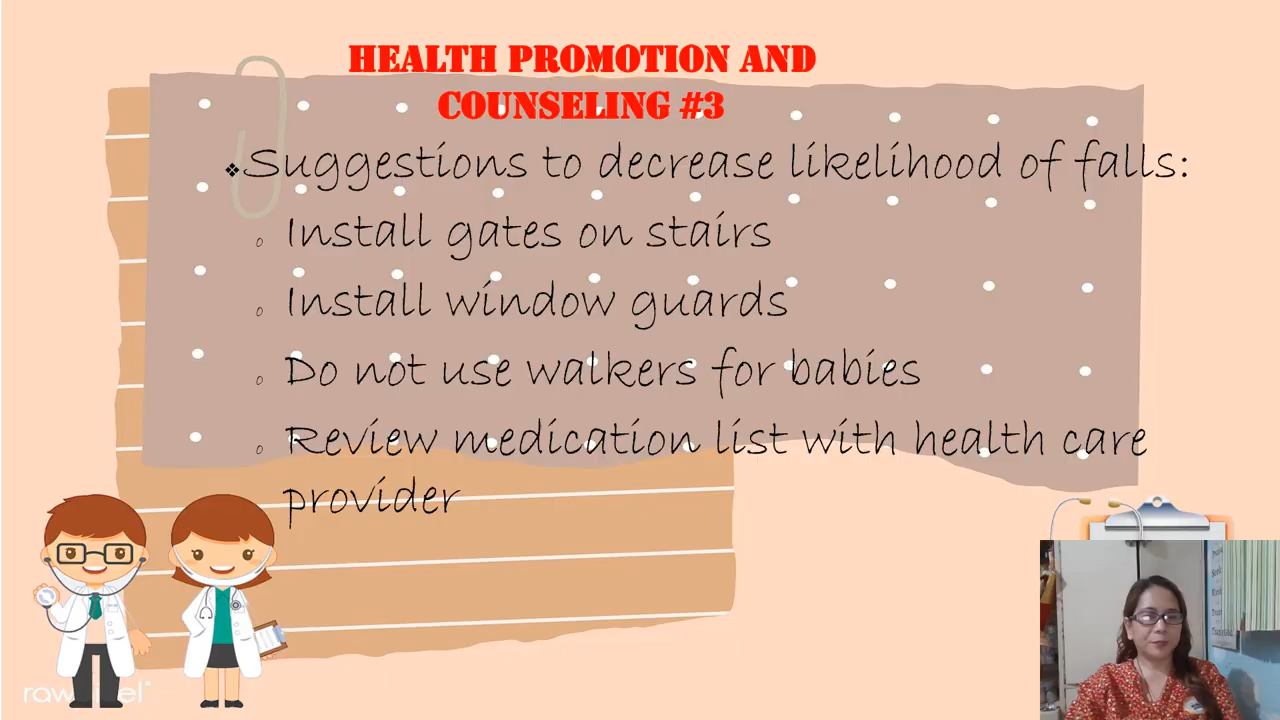 HEALTH PROMOTION AND
COUNSELING #3
❖Suggestions to decrease likelihood of falls:
o Install gates on stairs
o Install window guards
o Do not use walkers for babies
o Review medication list with health care
provider